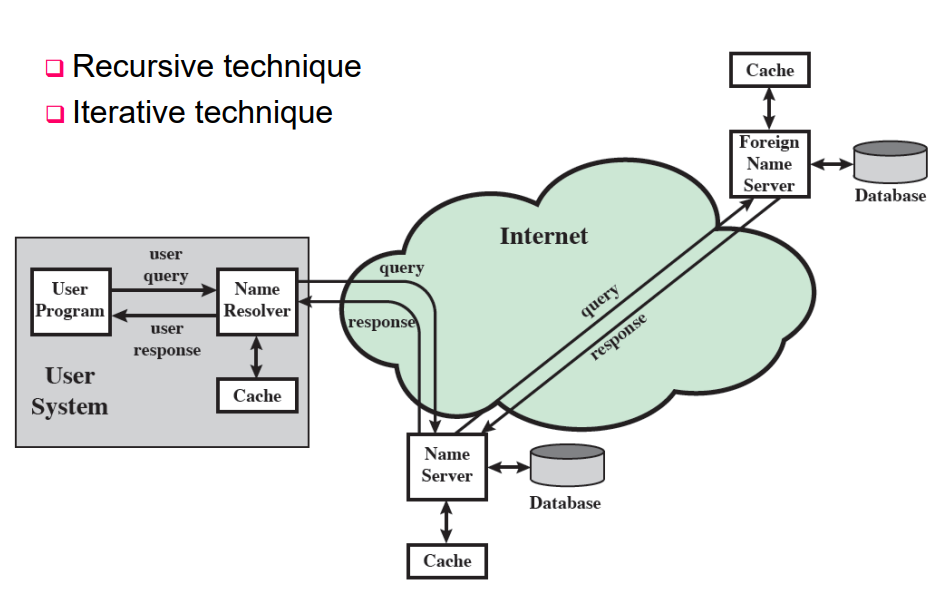 Recursive technique
Iterative technique
Cache
Foreign
Name
Server
Database
Internet
user
query
User
Program
Name
Resolver
user
response
User
System
Cache
query
response
query
response
Name
Server
Database
Cache